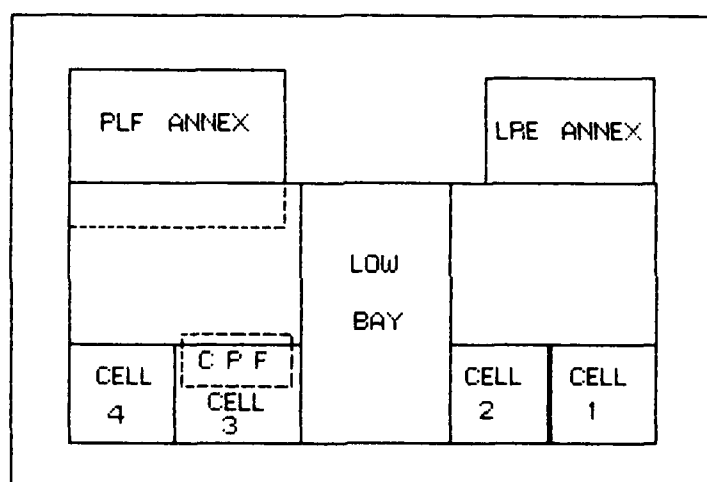 PLF ANNEX
LRE ANNEX
LOW
BAY
C P F
CELL
4
CELL
3
CELL
2
CELL
1